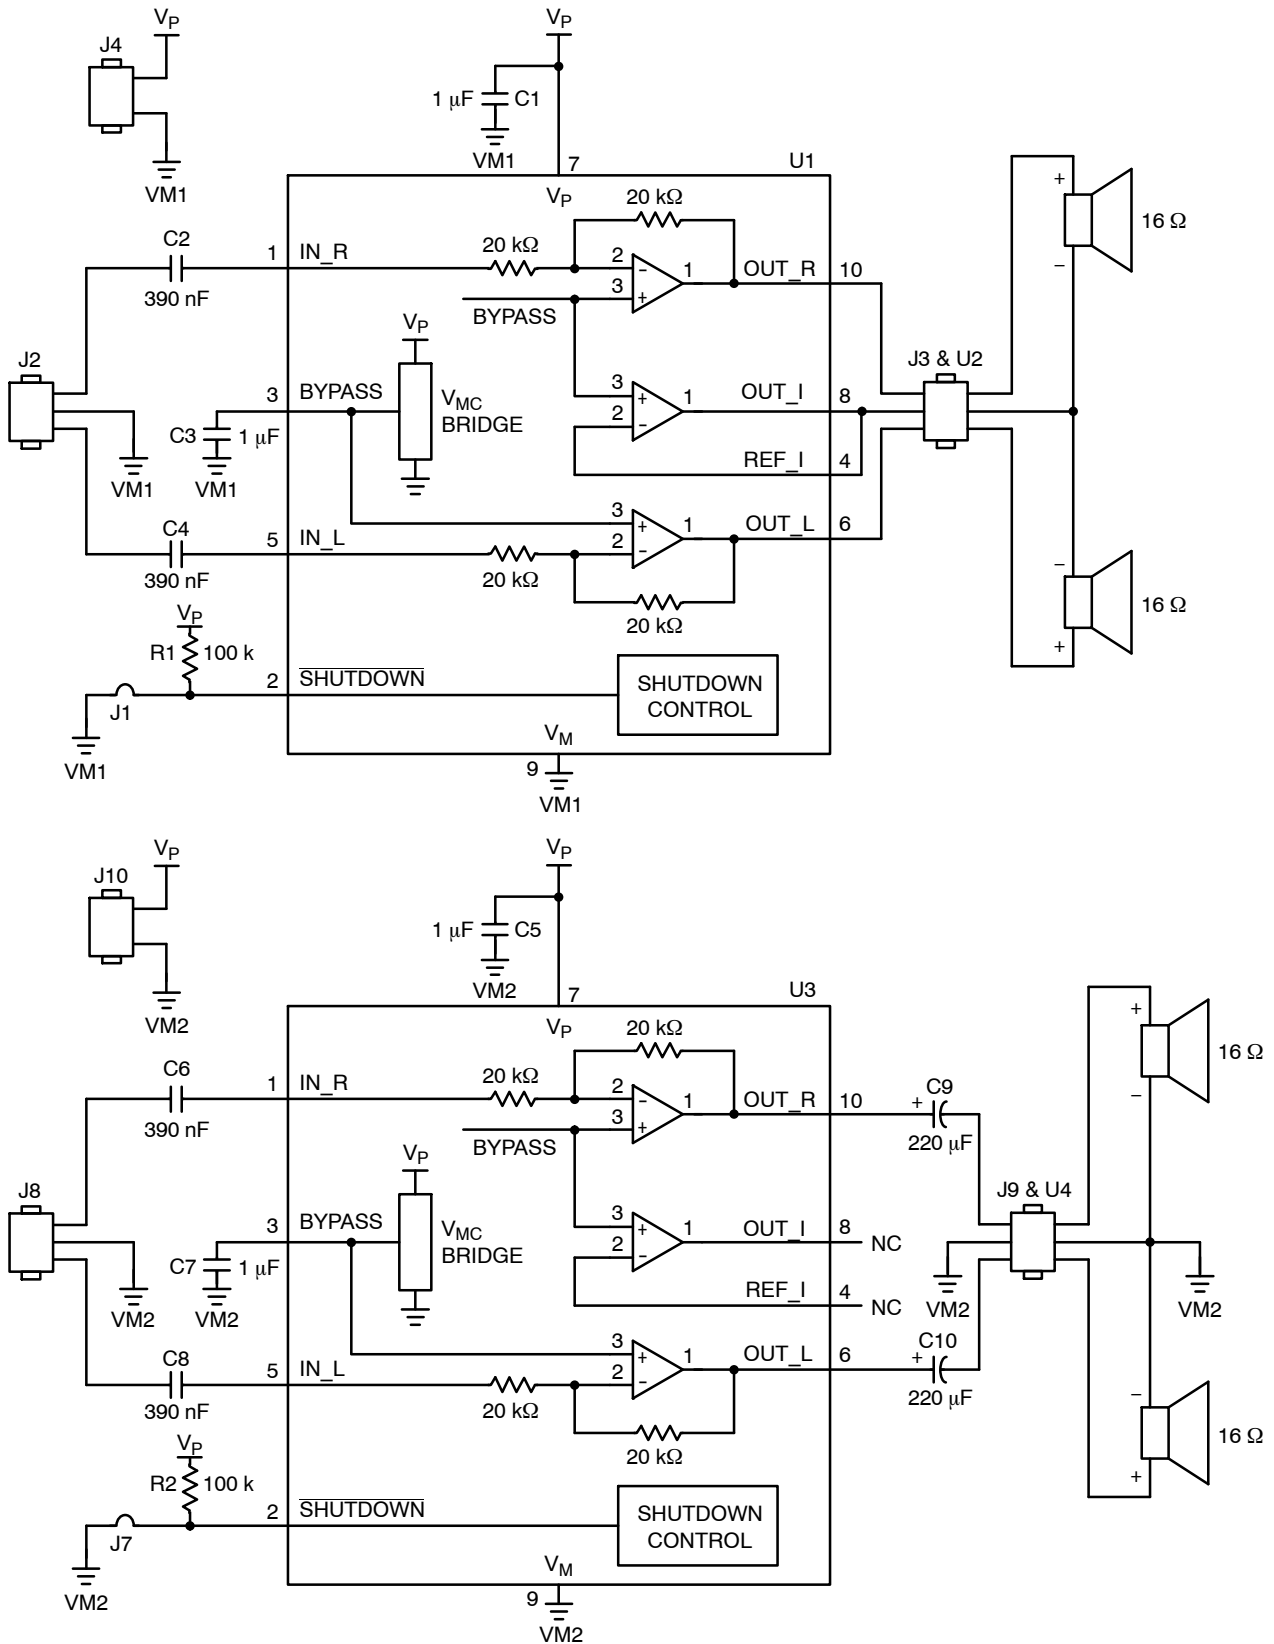 VP
J4
VM1
VP
1 μF
C1
VM1
7
U1
VP
20 kΩ
C2
390 nF
1
IN_R
20 kΩ
2
−
3
+
1
OUT_R
10
BYPASS
+
−
16 Ω
J2
VM1
3
BYPASS
C3
1 μF
VM1
VP
VMC
BRIDGE
3
+
2
−
1
OUT_I
8
REF_I
4
J3 & U2
C4
390 nF
5
IN_L
20 kΩ
3
+
2
−
1
OUT_L
6
20 kΩ
−
+
16 Ω
VP
R1
100 k
2
SHUTDOWN
SHUTDOWN
CONTROL
J1
VM1
VM
9
VM1
VP
J10
VM2
VP
1 μF
C5
VM2
7
U3
VP
20 kΩ
C6
390 nF
1
IN_R
20 kΩ
2
−
3
+
1
OUT_R
10
BYPASS
+
C9
220 μF
+
−
16 Ω
J8
VM2
3
BYPASS
C7
1 μF
VM2
VP
VMC
BRIDGE
3
+
2
−
1
OUT_I
8
NC
REF_I
4
NC
J9 & U4
VM2
VM2
C8
390 nF
5
IN_L
20 kΩ
3
+
2
−
1
OUT_L
6
20 kΩ
+
C10
220 μF
−
+
16 Ω
VP
R2
100 k
2
SHUTDOWN
SHUTDOWN
CONTROL
J7
VM2
VM
9
VM2